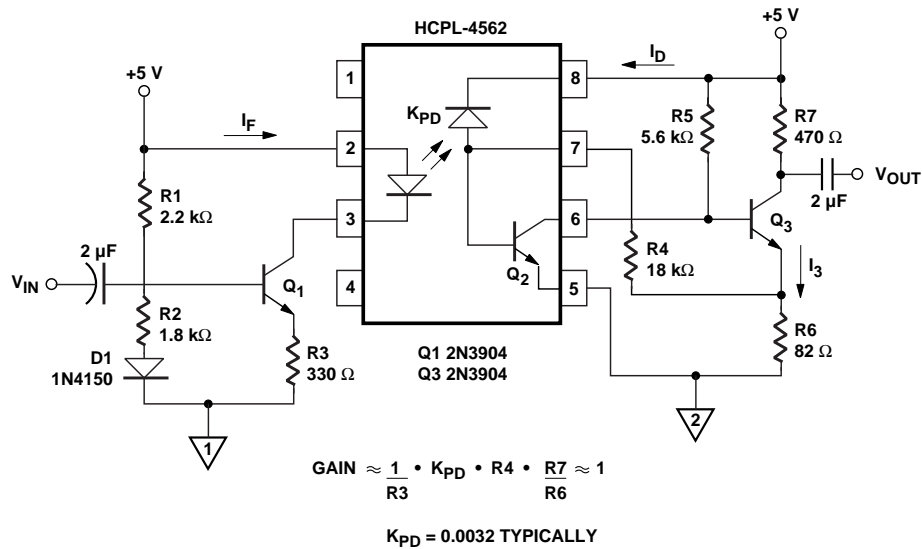 HCPL-4562
+5 V
+5 V
I_F
I_D
1
2
3
4
8
7
6
5
K_PD
R1
2.2 kΩ
R5
5.6 kΩ
R7
470 Ω
V_OUT
2 µF
2 µF
V_IN
Q_1
Q_2
Q_3
R4
18 kΩ
I_3
R2
1.8 kΩ
D1
1N4150
R3
330 Ω
R6
82 Ω
Q1 2N3904
Q3 2N3904
1
2
GAIN ≈ 1/R3 • K_PD • R4 • R7/R6 ≈ 1
K_PD = 0.0032 TYPICALLY